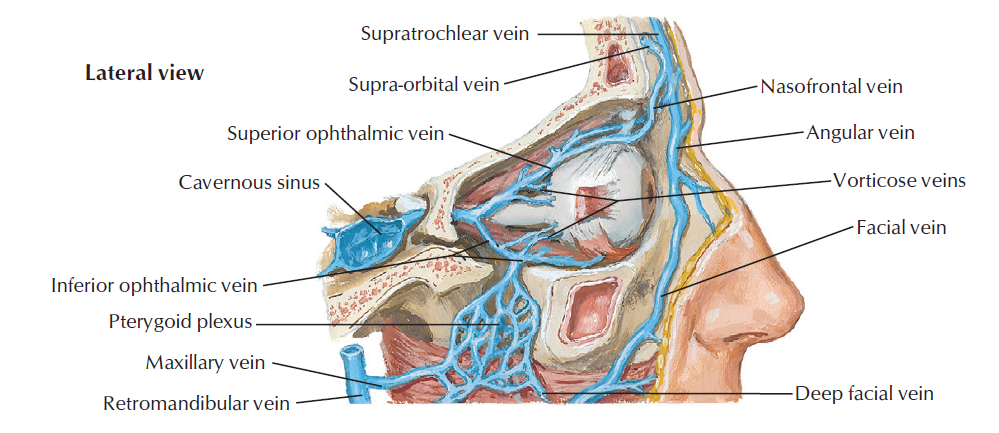 Supratrochlear vein
Lateral view
Supra-orbital vein
Nasofrontal vein
Superior ophthalmic vein
Angular vein
Cavernous sinus
Vorticose veins
Facial vein
Inferior ophthalmic vein
Pterygoid plexus
Maxillary vein
Deep facial vein
Retromandibular vein